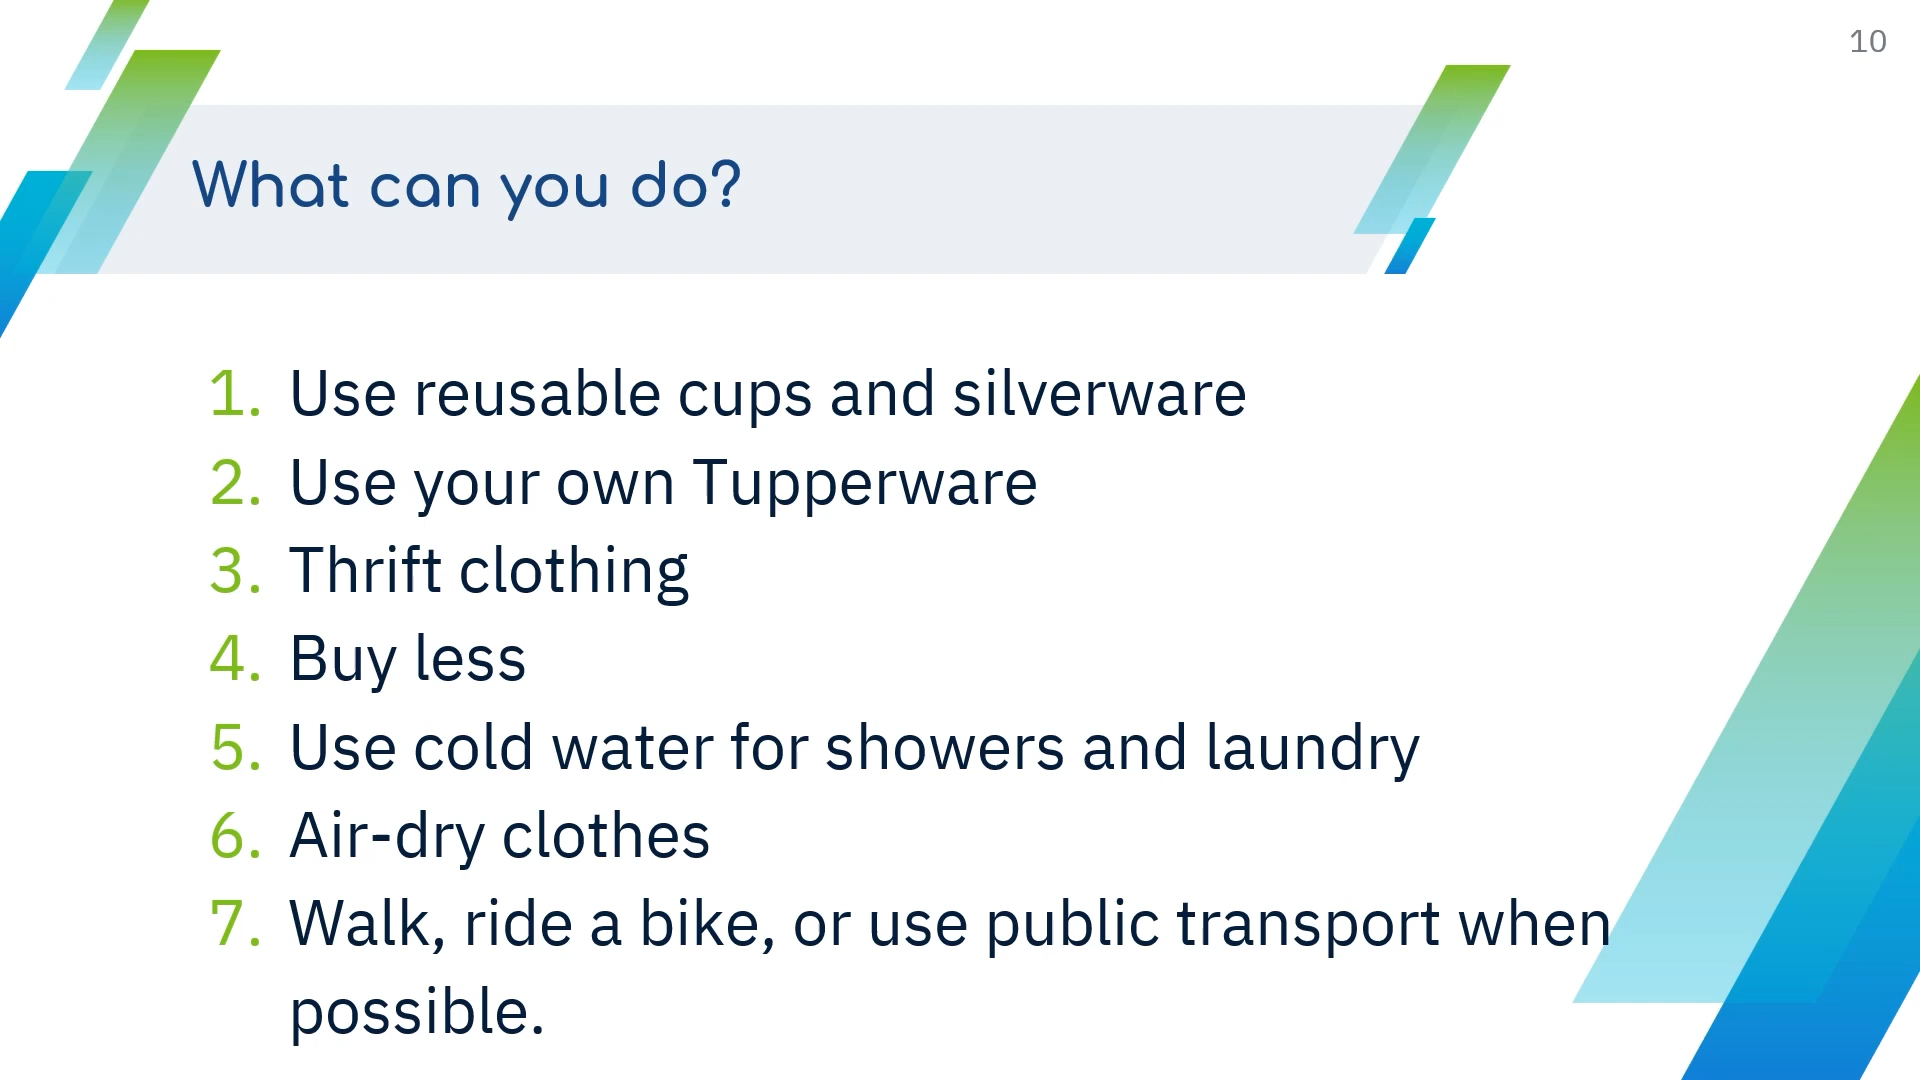 10
What can you do?
1. Use reusable cups and silverware
2. Use your own Tupperware
3. Thrift clothing
4. Buy less
5. Use cold water for showers and laundry
6. Air-dry clothes
7. Walk, ride a bike, or use public transport when
possible.